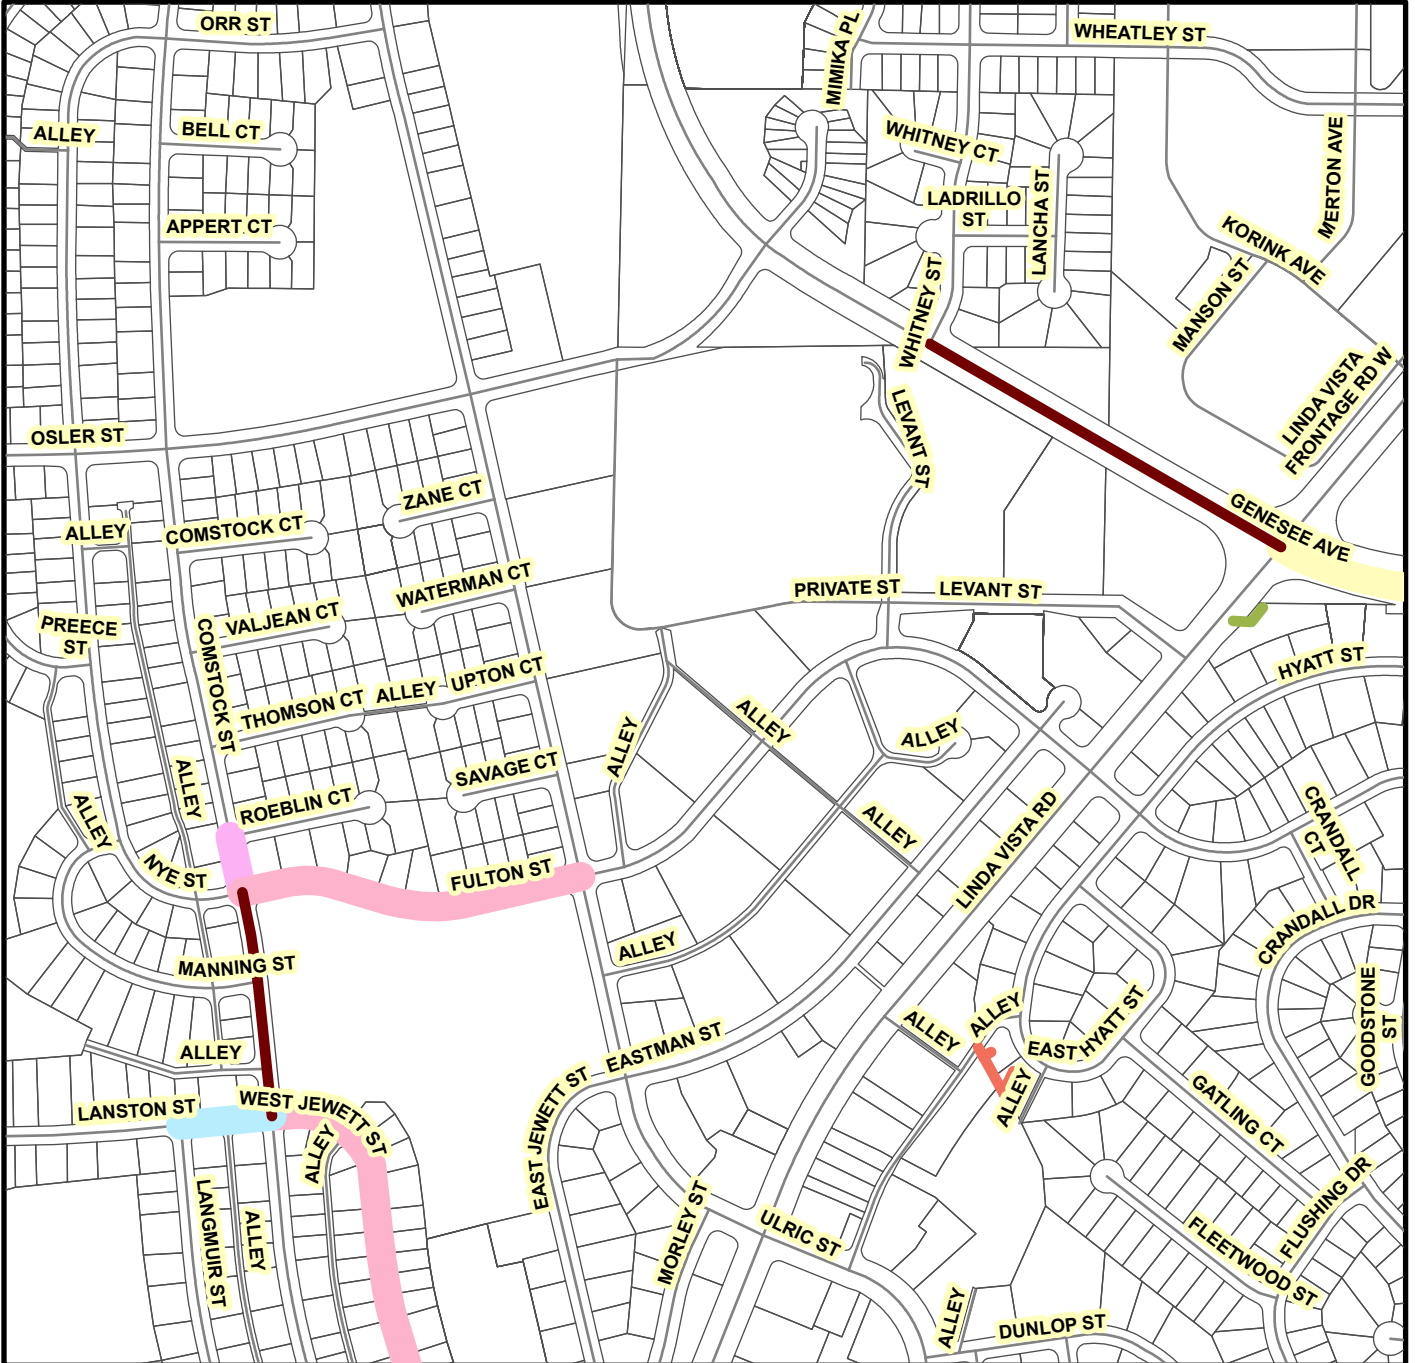 ORR ST
MIMIKA PL
WHEATLEY ST
ALLEY
BELL CT
WHITNEY CT
MERTON AVE
APPERT CT
LADRILLO
ST
LANCHA ST
KORINK AVE
WHITNEY ST
MANSON ST
LINDA VISTA
FRONTAGE RD W
OSLER ST
LEVANT ST
ZANE CT
ALLEY
COMSTOCK CT
GENESEE AVE
WATERMAN CT
PRIVATE ST
LEVANT ST
PREECE
ST
VALJEAN CT
COMSTOCK ST
HYATT ST
THOMSON CT
ALLEY
UPTON CT
ALLEY
ALLEY
ALLEY
ALLEY
SAVAGE CT
ROEBLIN CT
ALLEY
ALLEY
LINDA VISTA RD
CRANDALL
CT
NYE ST
FULTON ST
CRANDALL DR
ALLEY
MANNING ST
GOODSTONE
ST
ALLEY
ALLEY
HYATT ST
EAST
ALLEY
EASTMAN ST
ALLEY
LANSTON ST
WEST JEWETT ST
EAST JEWETT ST
GATLING CT
ALLEY
LANGMUIR ST
ALLEY
MORLEY ST
ULRIC ST
FLUSHING DR
FLEETWOOD ST
ALLEY
DUNLOP ST